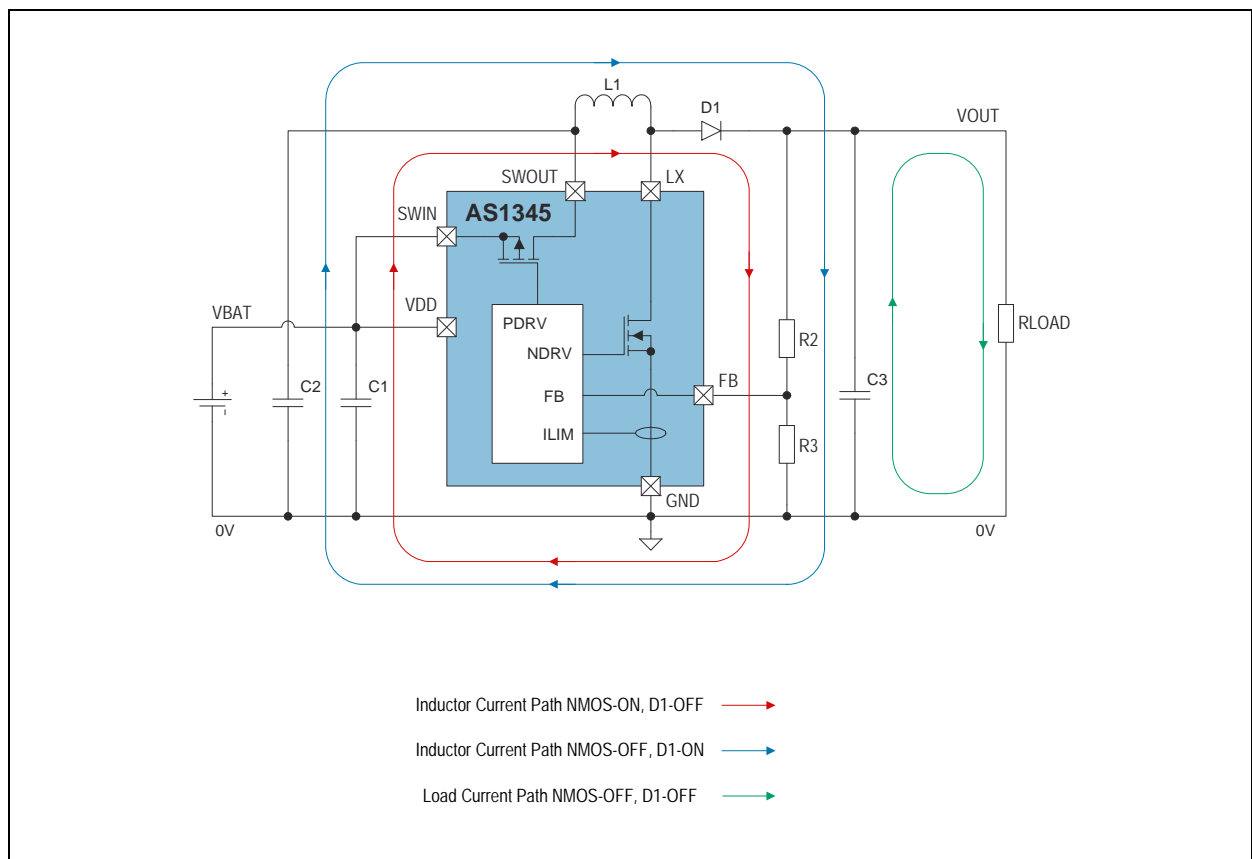 L1
D1
VOUT
SWOUT
LX
SWIN
AS1345
VDD
VBAT
PDRV
NDRV
R2
RLOAD
+
-
C2
C1
FB
FB
C3
ILIM
R3
GND
0V
0V
Inductor Current Path NMOS-ON, D1-OFF
Inductor Current Path NMOS-OFF, D1-ON
Load Current Path NMOS-OFF, D1-OFF